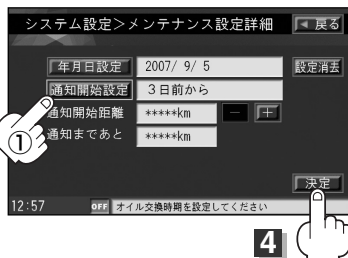 システム設定＞メンテナンス設定詳細 ◀ 戻る
年月日設定 2007/ 9/ 5 設定消去
通知開始設定 3日前から
通知開始距離 *****km － ＋
通知まであと *****km
①
決定
12:57 OFF オイル交換時期を設定してください
4